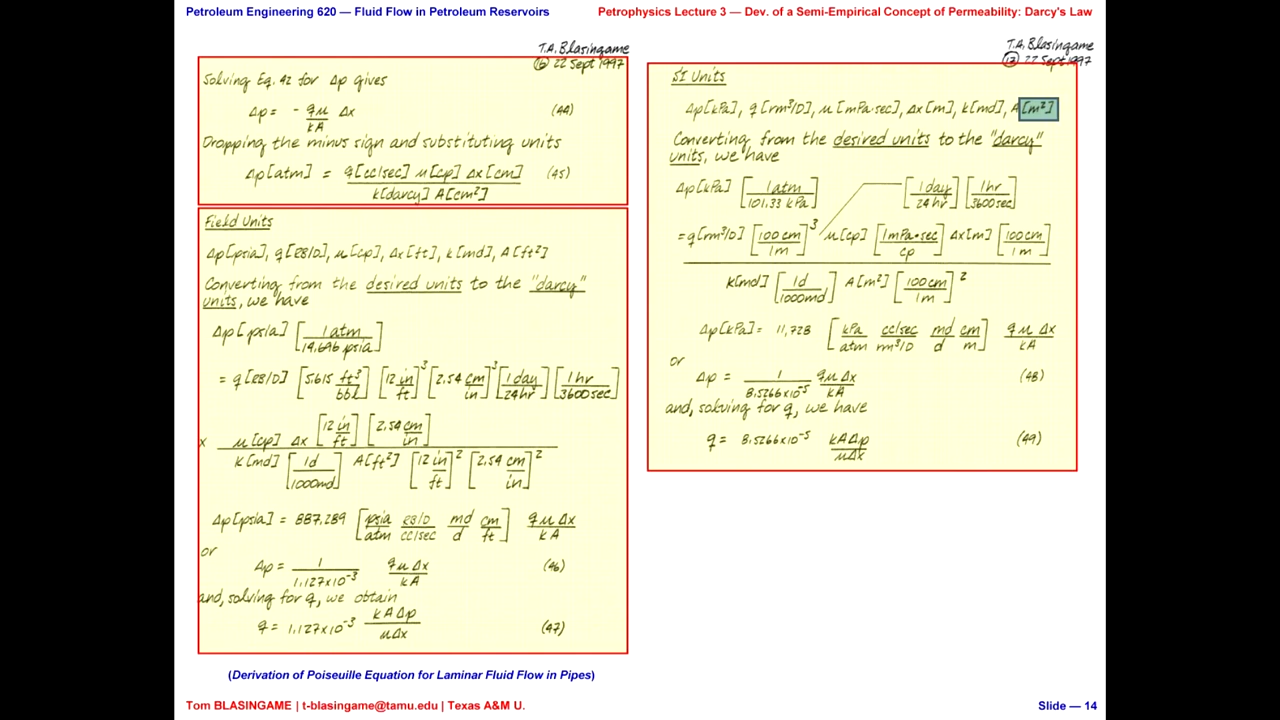 Petroleum Engineering 620 — Fluid Flow in Petroleum Reservoirs
Petrophysics Lecture 3 — Dev. of a Semi-Empirical Concept of Permeability: Darcy's Law
T.A. Blasingame
(16) 22 Sept 1997
Solving Eq. 42 for Δp gives
Δp = - qμ/kA Δx (44)
Dropping the minus sign and substituting units
Δp[atm] = q[cc/sec] μ[cp] Δx[cm] / k[darcy] A[cm²] (45)
Field Units
Δp[psia], q[RB/D], μ[cp], Δx[ft], k[md], A[ft²]
Converting from the desired units to the "darcy"
units, we have
Δp[psia] [1 atm / 14.696 psia]
= q[RB/D] [5.615 ft³/bbl] [12 in/ft]³ [2.54 cm/in]³ [1 day/24 hr] [1 hr/3600 sec]
x μ[cp] Δx [12 in/ft] [2.54 cm/in]
k[md] [1d/1000md] A[ft²] [12 in/ft]² [2.54 cm/in]²
Δp[psia] = 887.289 [psia/atm RB/D/cc/sec md/d cm/ft] qμΔx/kA
or
Δp = 1/1.127x10⁻³ qμΔx/kA (46)
and, solving for q, we obtain
q = 1.127x10⁻³ kAΔp/μΔx (47)
(Derivation of Poiseuille Equation for Laminar Fluid Flow in Pipes)
T.A. Blasingame
(17) 22 Sept 1997
SI Units
Δp[kPa], q[rm³/D], μ[mPa·sec], Δx[m], k[md], A[m²]
Converting from the desired units to the "darcy"
units, we have
Δp[kPa] [1 atm / 101.33 kPa] [1 day/24 hr] [1 hr/3600 sec]
= q[rm³/D] [100 cm/1 m]³ μ[cp] [1 mPa·sec/cp] Δx[m] [100 cm/1 m]
k[md] [1d/1000md] A[m²] [100 cm/1 m]²
Δp[kPa] = 11,728 [kPa/atm cc/sec/rm³/D md/d cm/m] qμΔx/kA
or
Δp = 1/8.5266x10⁻⁵ qμΔx/kA (48)
and, solving for q, we have
q = 8.5266x10⁻⁵ kAΔp/μΔx (49)
Tom BLASINGAME | t-blasingame@tamu.edu | Texas A&M U.
Slide — 14